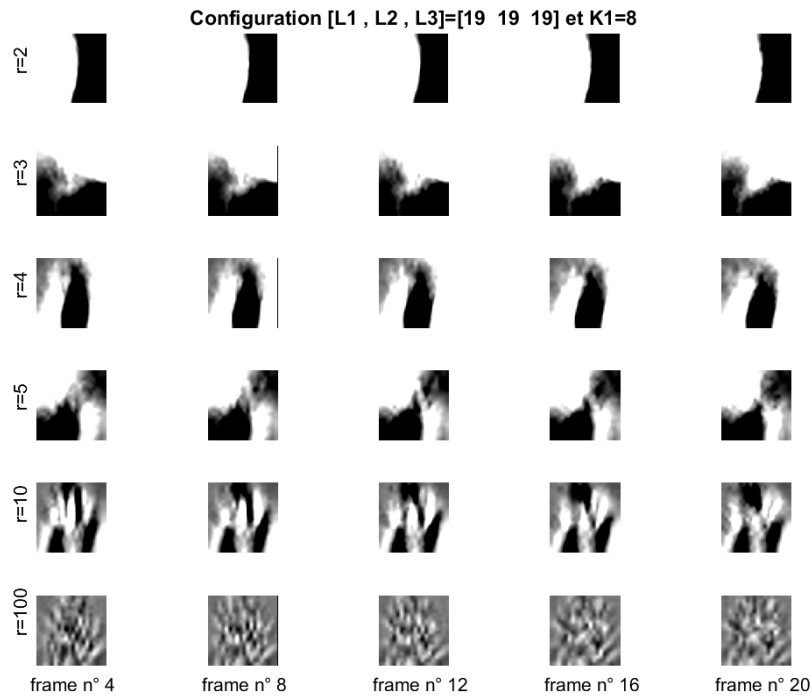 Configuration [L1 , L2 , L3]=[19 19 19] et K1=8
r=2
r=3
r=4
r=5
r=10
r=100
frame n° 4 frame n° 8 frame n° 12 frame n° 16 frame n° 20